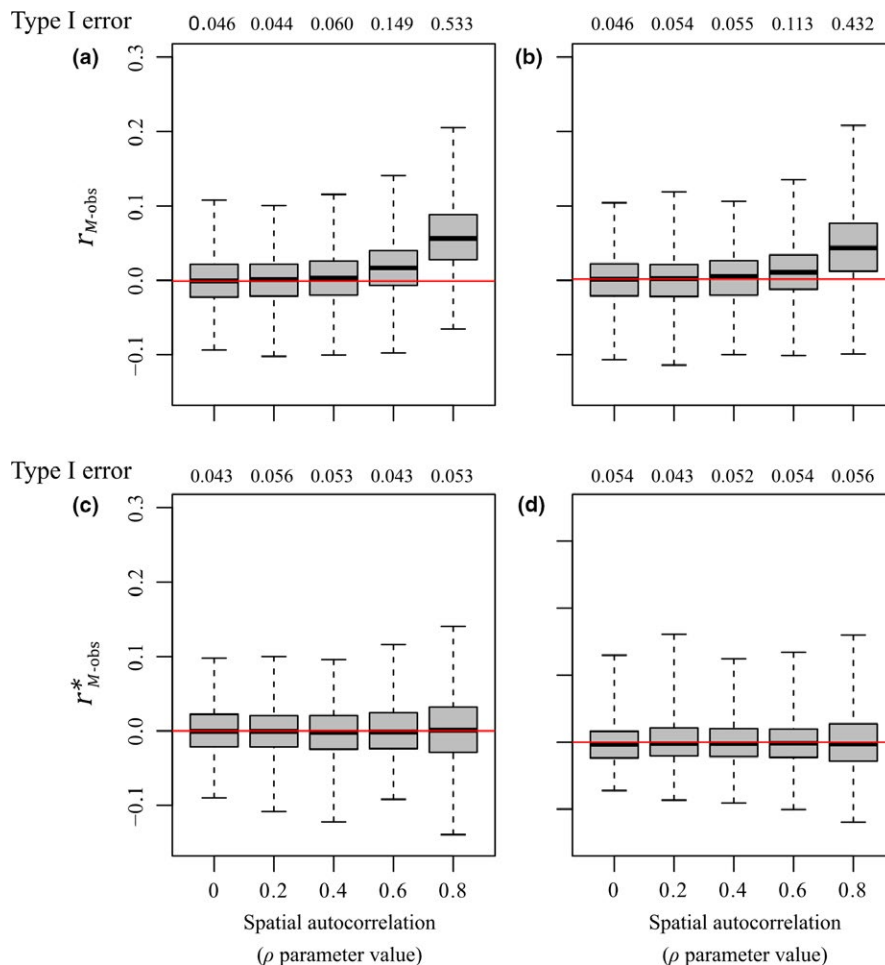 Type I error 0.046 0.044 0.060 0.149 0.533 0.046 0.054 0.055 0.113 0.432
(a) (b)
0.3
0.2
0.1
0.0
−0.1
r M-obs
Type I error 0.043 0.056 0.053 0.043 0.053 0.054 0.043 0.052 0.054 0.056
(c) (d)
0.3
0.2
0.1
0.0
−0.1
r* M-obs
0 0.2 0.4 0.6 0.8 0 0.2 0.4 0.6 0.8
Spatial autocorrelation Spatial autocorrelation
(ρ parameter value) (ρ parameter value)